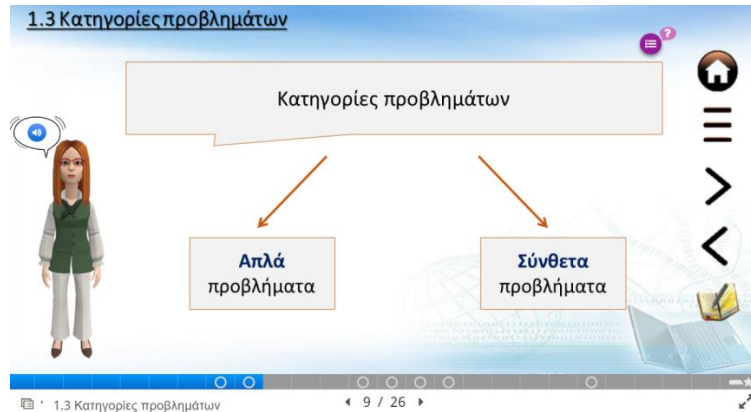 1.3 Κατηγορίες προβλημάτων
?
Κατηγορίες προβλημάτων
Απλά
προβλήματα
Σύνθετα
προβλήματα
1.3 Κατηγορίες προβλημάτων
9 / 26